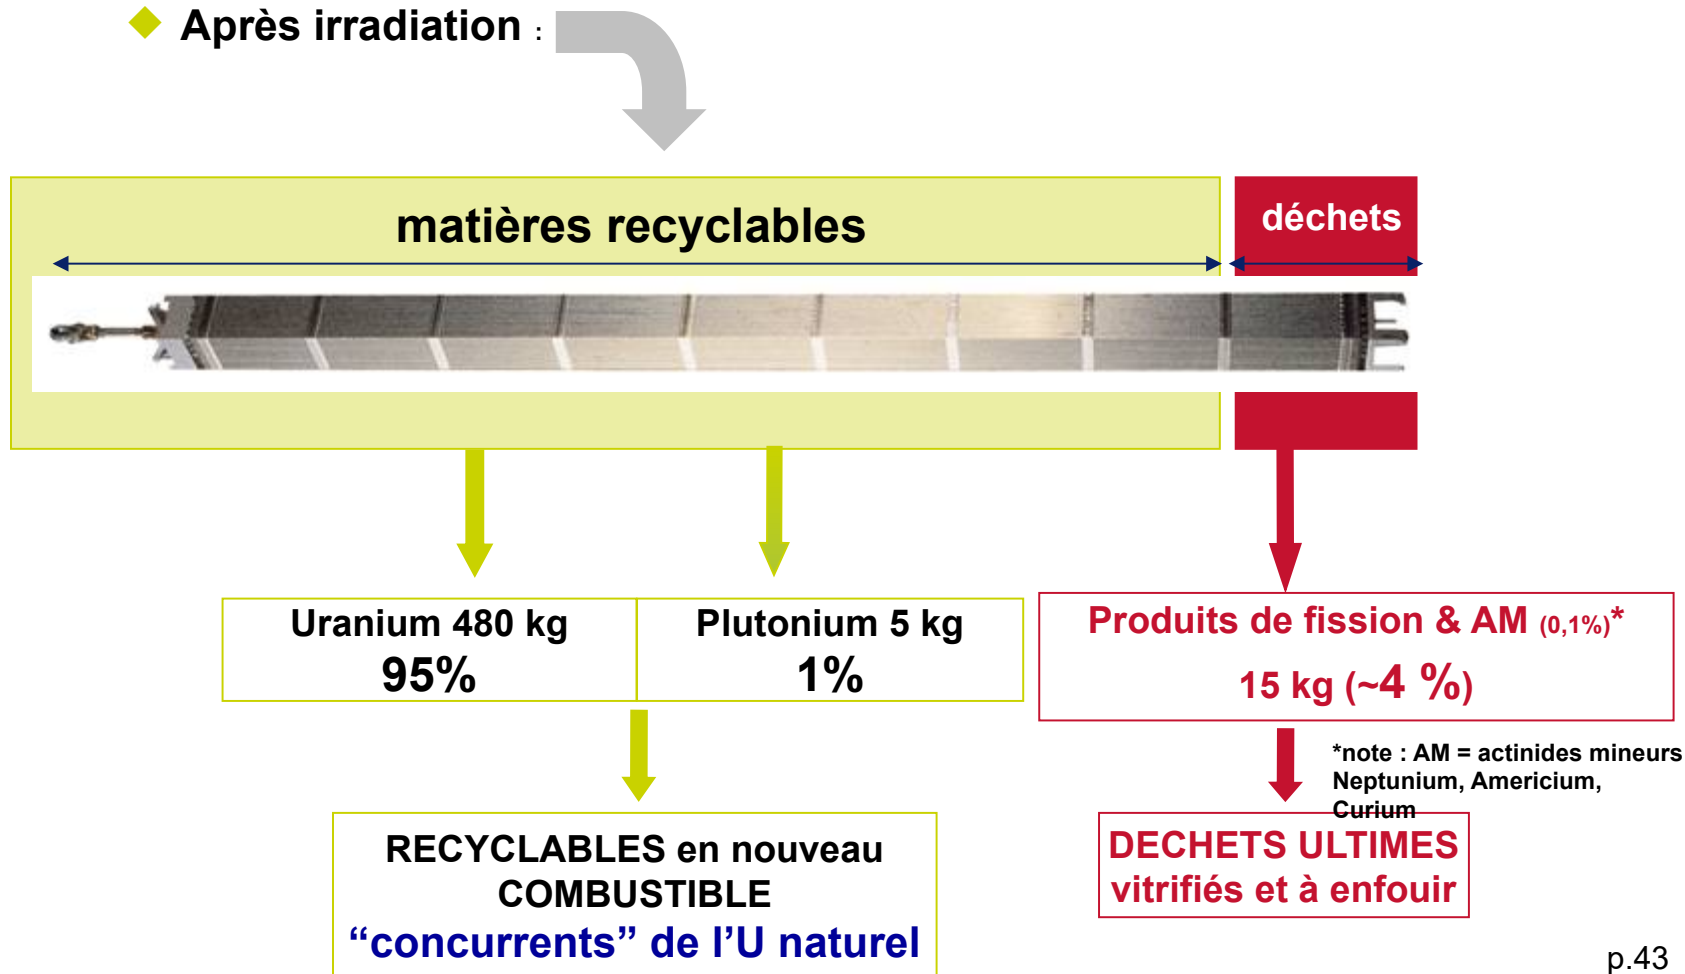 Après irradiation :
matières recyclables
déchets
Uranium 480 kg
95%
Plutonium 5 kg
1%
Produits de fission & AM (0,1%)*
15 kg (~4 %)
*note : AM = actinides mineurs
Neptunium, Americium,
Curium
RECYCLABLES en nouveau
COMBUSTIBLE
“concurrents” de l’U naturel
DECHETS ULTIMES
vitrifiés et à enfouir
p.43